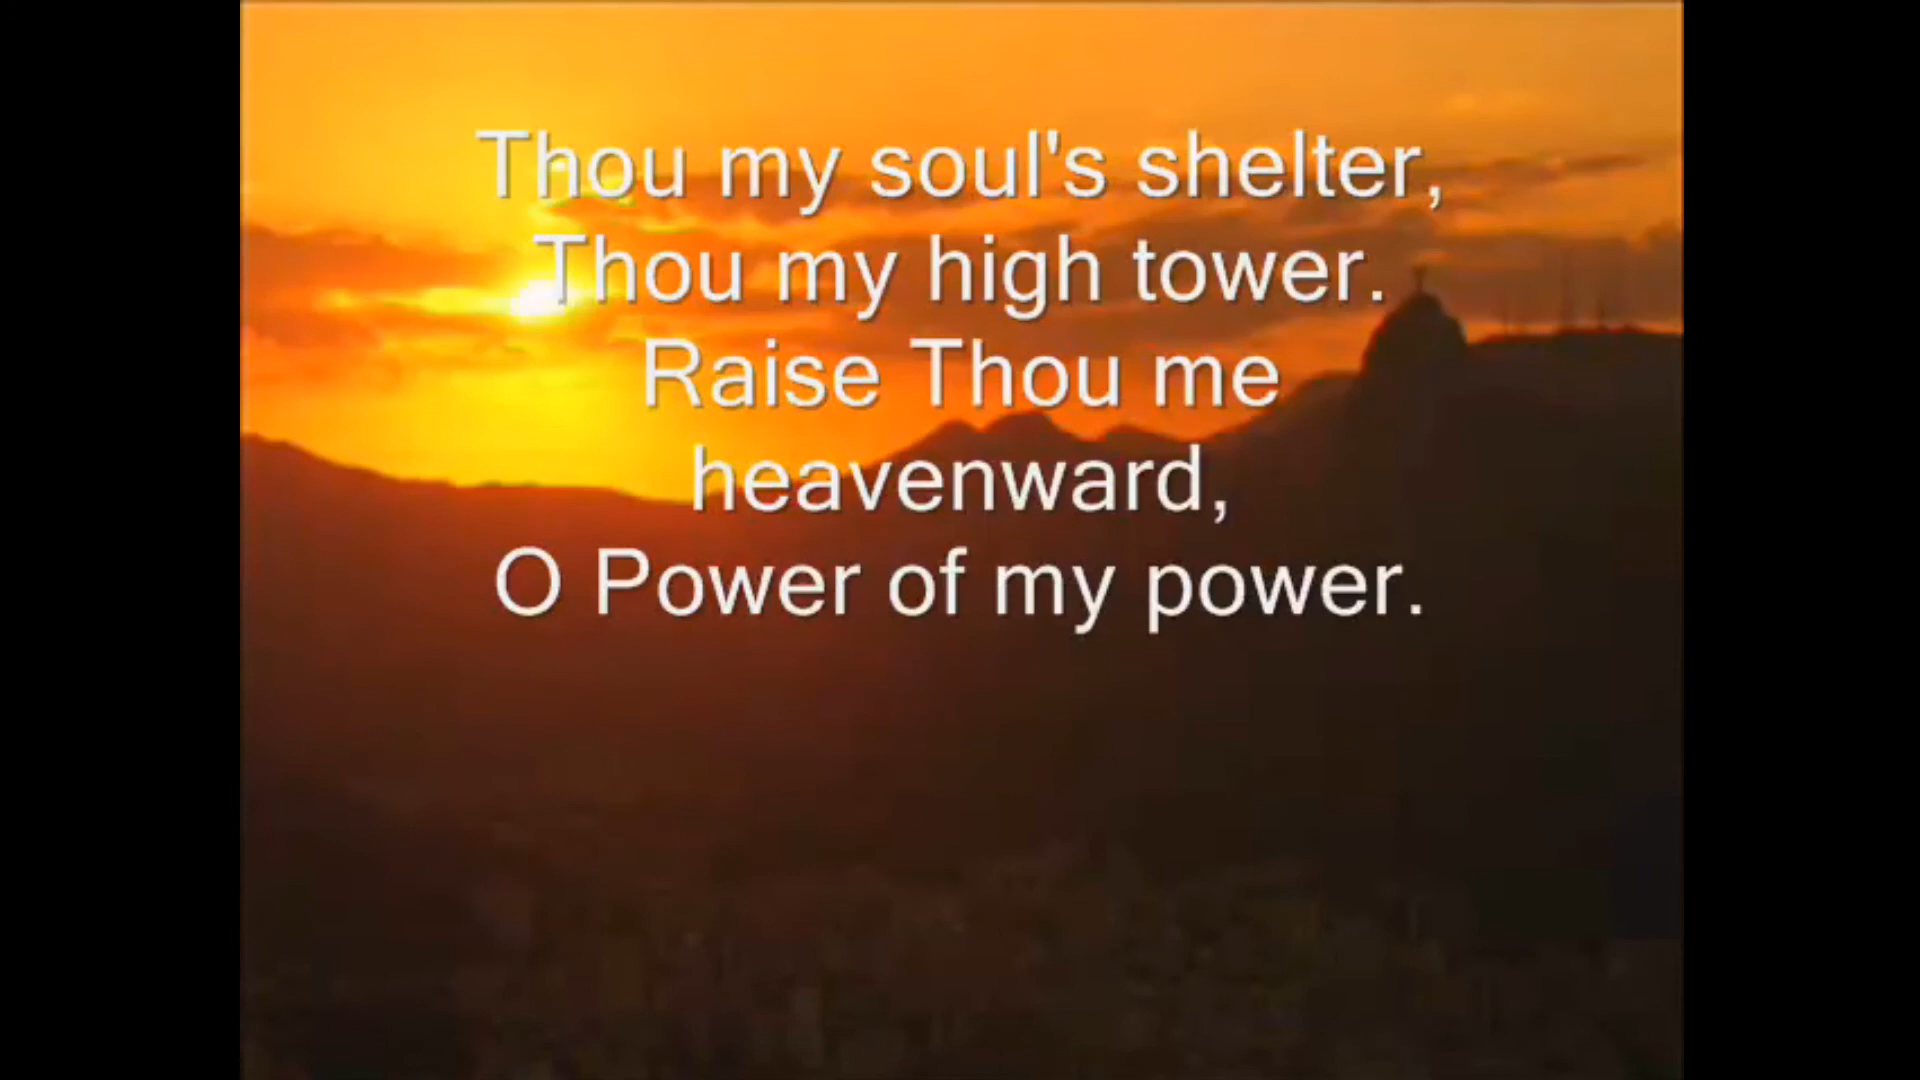 Thou my soul's shelter,
Thou my high tower.
Raise Thou me
heavenward,
O Power of my power.